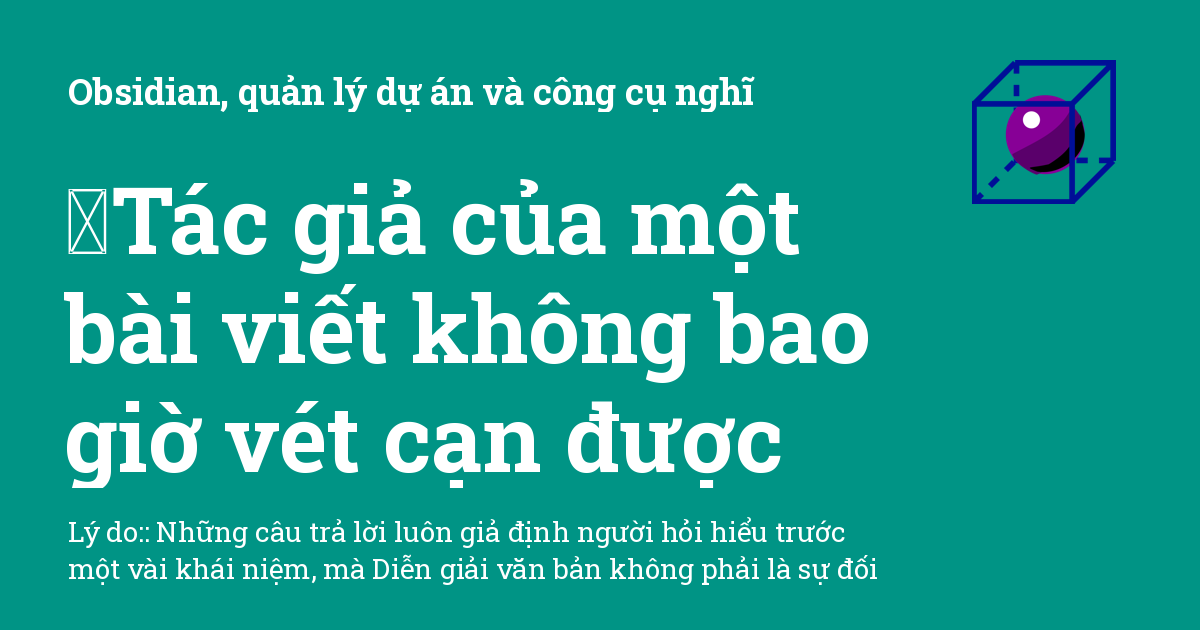 Obsidian, quản lý dự án và công cụ nghĩ
Tác giả của một
bài viết không bao
giờ vét cạn được
Lý do:: Những câu trả lời luôn giả định người hỏi hiểu trước
một vài khái niệm, mà Diễn giải văn bản không phải là sự đối